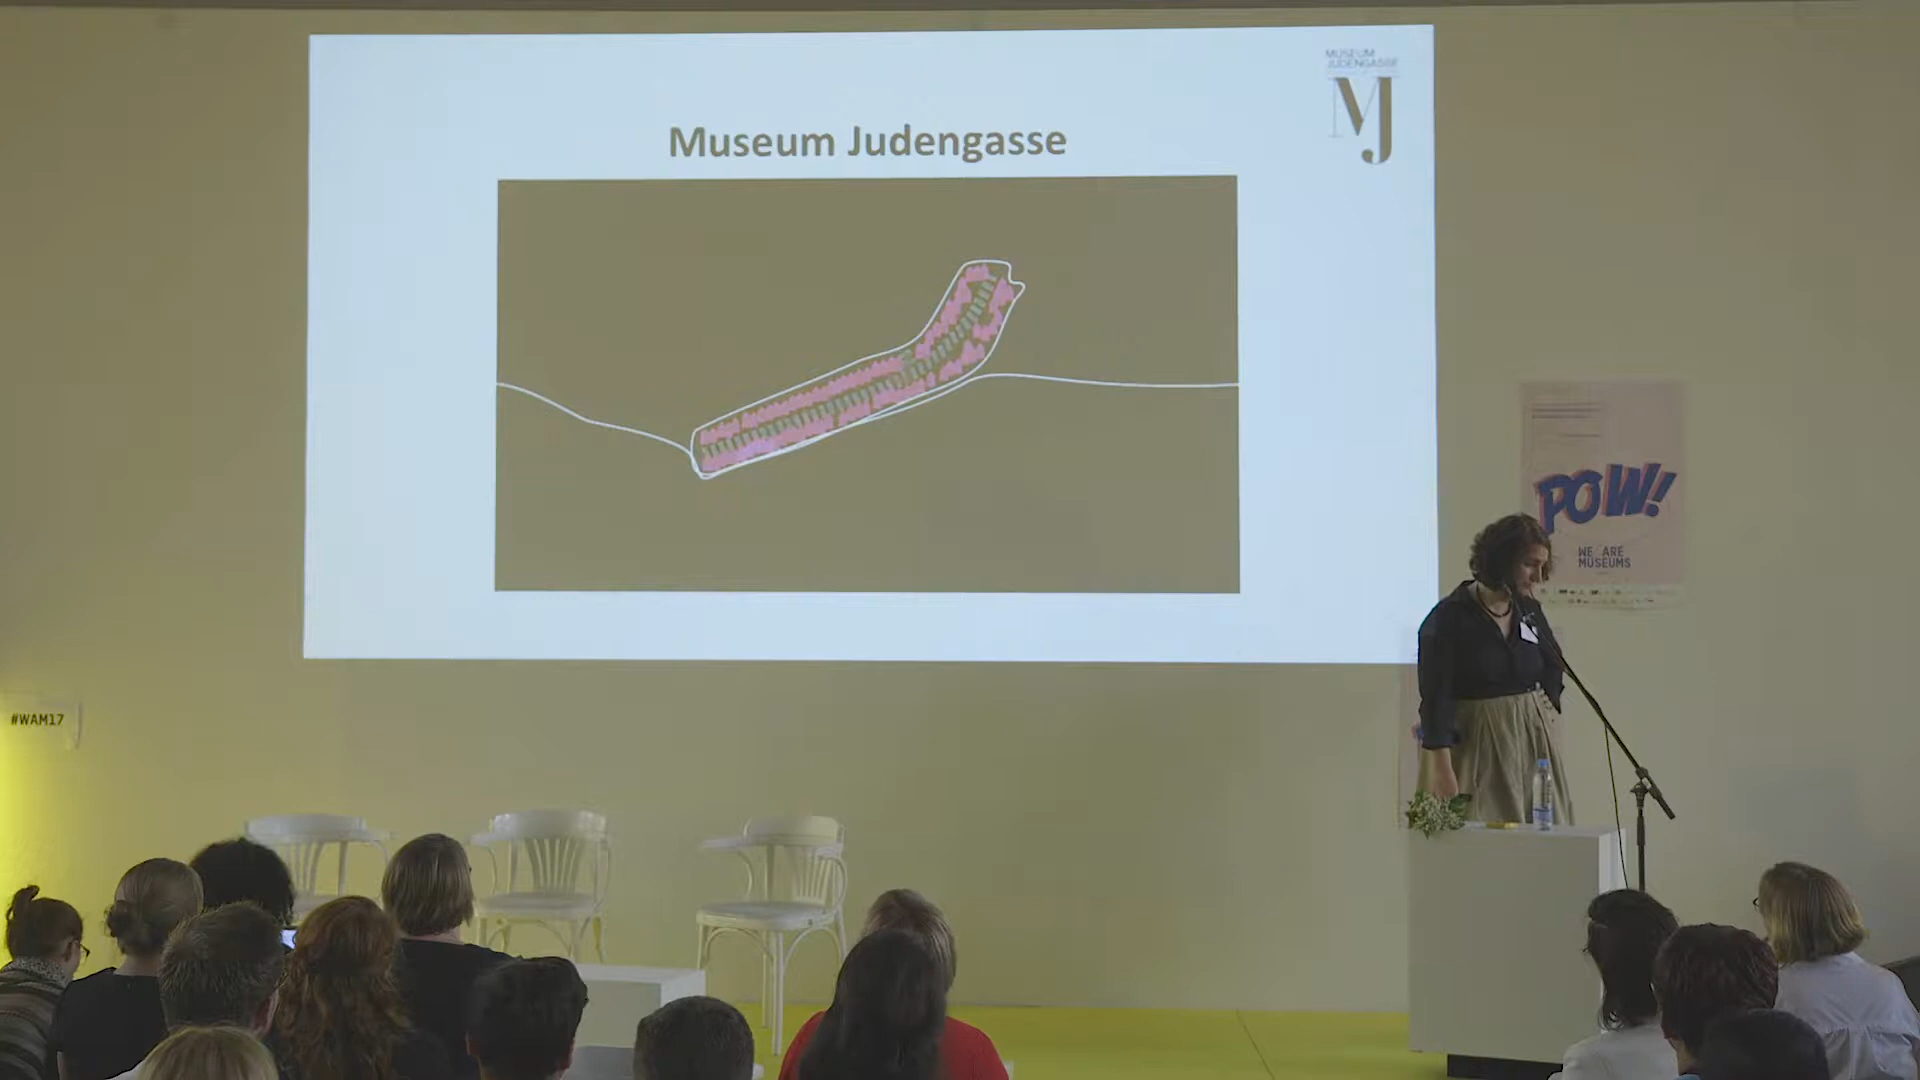 MUSEUM
JUDENGASSE
MJ
Museum Judengasse
POW!
WE ARE
MUSEUMS
#WAM17